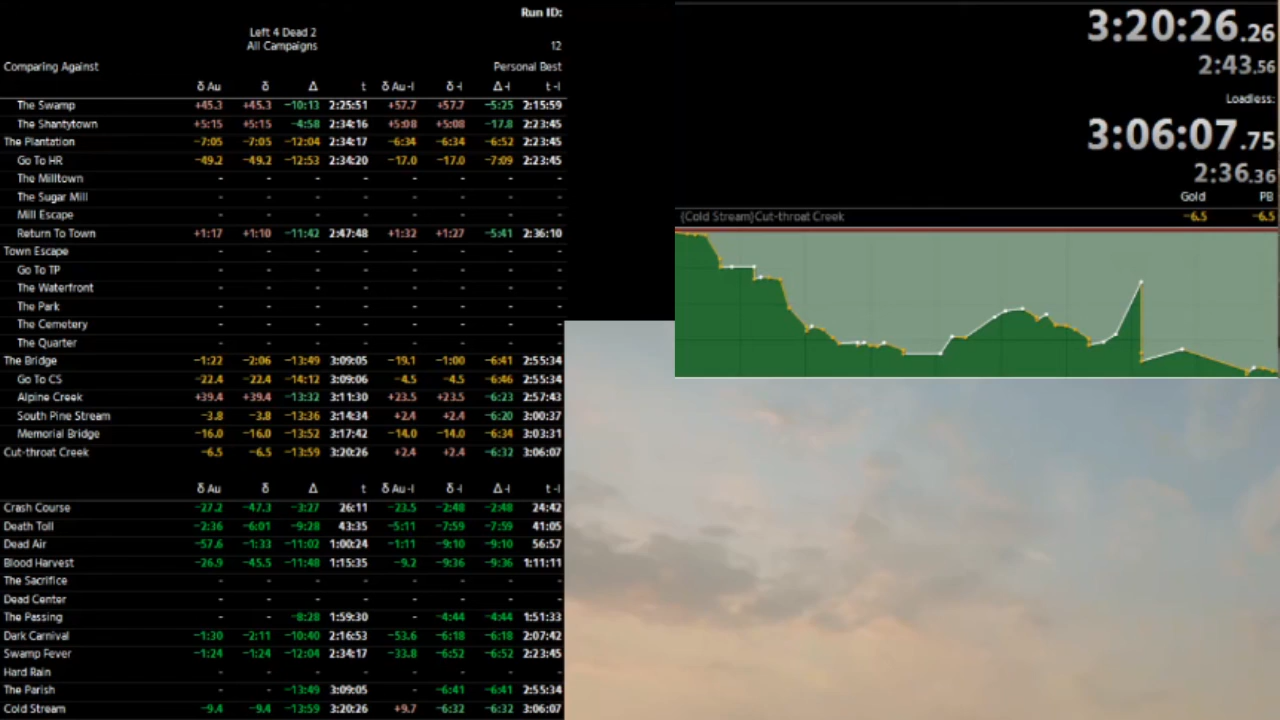 Run ID:
Left 4 Dead 2
All Campaigns
12
Comparing Against Personal Best
δ Au δ Δ t δ Au -l δ -l Δ -l t -l
The Swamp +45.3 +45.3 −10:13 2:25:51 +57.7 +57.7 −5:25 2:15:59
The Shantytown +5:15 +5:15 −4:58 2:34:16 +5:08 +5:08 −17.8 2:23:45
The Plantation −7:05 −7:05 −12:04 2:34:17 −6:34 −6:34 −6:52 2:23:45
Go To HR −49.2 −49.2 −12:53 2:34:20 −17.0 −17.0 −7:09 2:23:45
The Milltown - - - - - - - -
The Sugar Mill - - - - - - - -
Mill Escape - - - - - - - -
Return To Town +1:17 +1:10 −11:42 2:47:48 +1:32 +1:27 −5:41 2:36:10
Town Escape - - - - - - - -
Go To TP - - - - - - - -
The Waterfront - - - - - - - -
The Park - - - - - - - -
The Cemetery - - - - - - - -
The Quarter - - - - - - - -
The Bridge −1:22 −2:06 −13:49 3:09:05 −19.1 −1:00 −6:41 2:55:34
Go To CS −22.4 −22.4 −14:12 3:09:06 −4.5 −4.5 −6:46 2:55:34
Alpine Creek +39.4 +39.4 −13:32 3:11:30 +23.5 +23.5 −6:23 2:57:43
South Pine Stream −3.8 −3.8 −13:36 3:14:34 +2.4 +2.4 −6:20 3:00:37
Memorial Bridge −16.0 −16.0 −13:52 3:17:42 −14.0 −14.0 −6:34 3:03:31
Cut-throat Creek −6.5 −6.5 −13:59 3:20:26 +2.4 +2.4 −6:32 3:06:07
δ Au δ Δ t δ Au -l δ -l Δ -l t -l
Crash Course −27.2 −47.3 −3:27 26:11 −23.5 −2:48 −2:48 24:42
Death Toll −2:36 −6:01 −9:28 43:35 −5:11 −7:59 −7:59 41:05
Dead Air −57.6 −1:33 −11:02 1:00:24 −1:11 −9:10 −9:10 56:57
Blood Harvest −26.9 −45.5 −11:48 1:15:35 −9.2 −9:36 −9:36 1:11:11
The Sacrifice - - - - - - - -
Dead Center - - - - - - - -
The Passing - - −8:28 1:59:30 - −4:44 −4:44 1:51:33
Dark Carnival −1:30 −2:11 −10:40 2:16:53 −53.6 −6:18 −6:18 2:07:42
Swamp Fever −1:24 −1:24 −12:04 2:34:17 −33.8 −6:52 −6:52 2:23:45
Hard Rain - - - - - - - -
The Parish - - −13:49 3:09:05 - −6:41 −6:41 2:55:34
Cold Stream −9.4 −9.4 −13:59 3:20:26 +9.7 −6:32 −6:32 3:06:07
3:20:26.26
2:43.56
Loadless:
3:06:07.75
2:36.36
Gold PB
{Cold Stream}Cut-throat Creek −6.5 −6.5